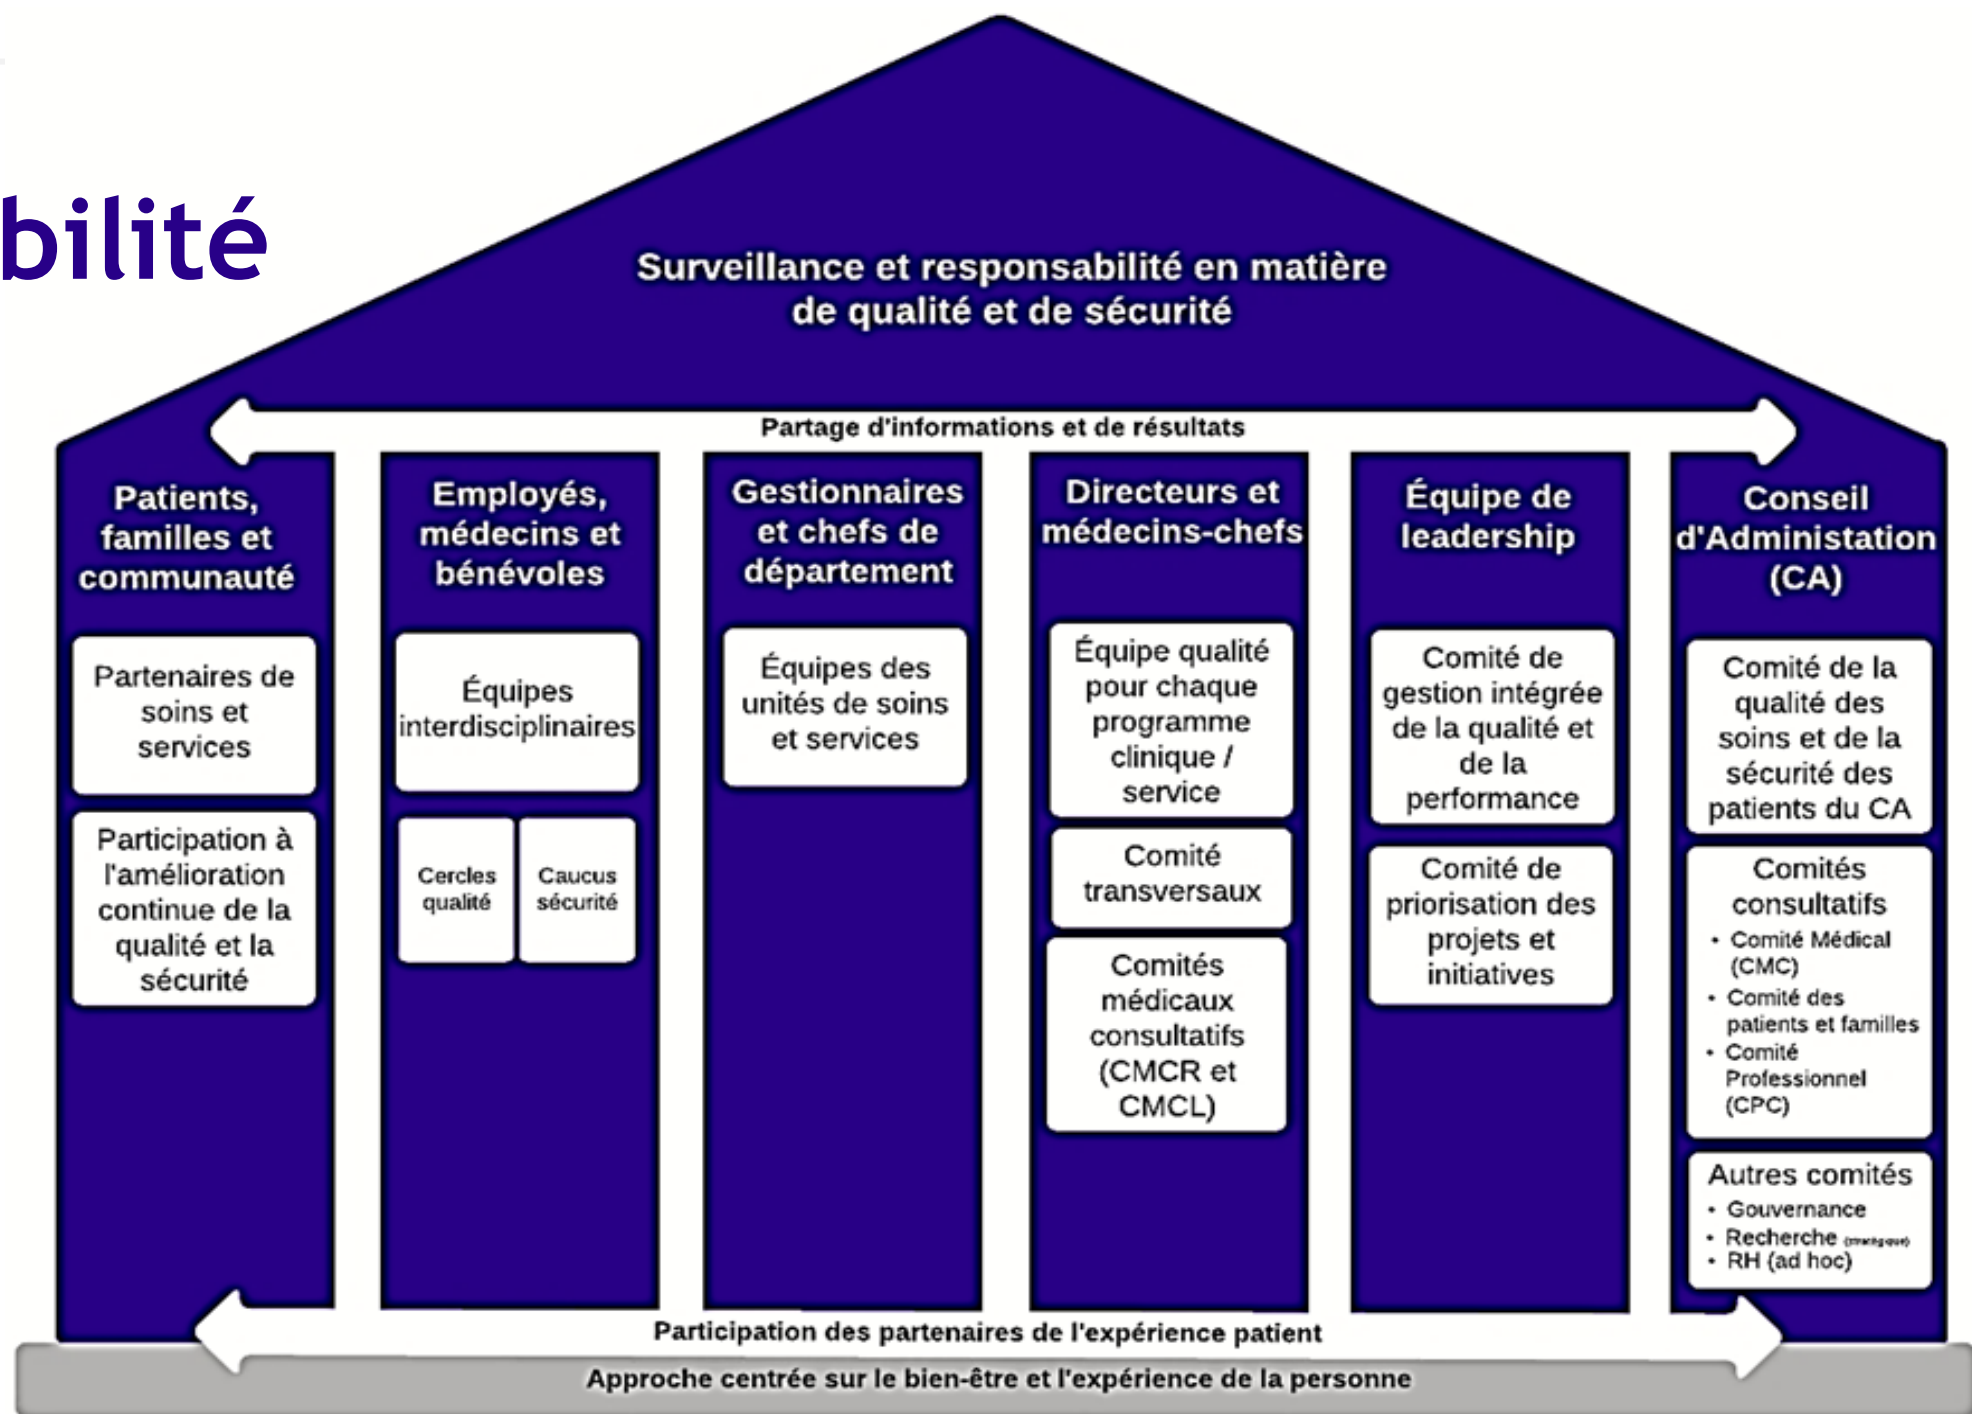 bilité
Surveillance et responsabilité en matière
de qualité et de sécurité
Partage d'informations et de résultats
Patients,
familles et
communauté
Partenaires de
soins et
services
Participation à
l'amélioration
continue de la
qualité et la
sécurité
Employés,
médecins et
bénévoles
Équipes
interdisciplinaires
Cercles
qualité
Caucus
sécurité
Gestionnaires
et chefs de
département
Équipes des
unités de soins
et services
Directeurs et
médecins-chefs
Équipe qualité
pour chaque
programme
clinique /
service
Comité
transversaux
Comités
médicaux
consultatifs
(CMCR et
CMCL)
Équipe de
leadership
Comité de
gestion intégrée
de la qualité et
de la
performance
Comité de
priorisation des
projets et
initiatives
Conseil
d'Administation
(CA)
Comité de la
qualité des
soins et de la
sécurité des
patients du CA
Comités
consultatifs
• Comité Médical
(CMC)
• Comité des
patients et familles
• Comité
Professionnel
(CPC)
Autres comités
• Gouvernance
• Recherche
• RH (ad hoc)
Participation des partenaires de l'expérience patient
Approche centrée sur le bien-être et l'expérience de la personne